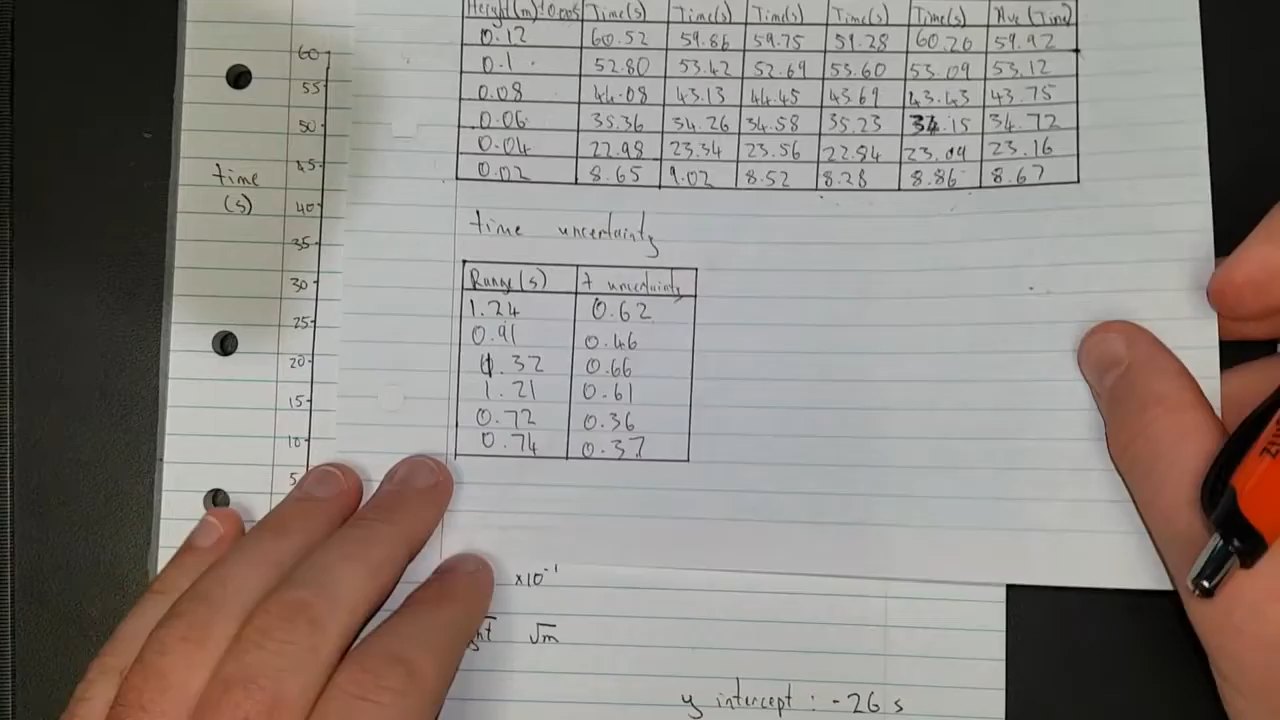 Height(m)±0.005 Time(s) Time(s) Time(s) Time(s) Time(s) Ave (Time)
0.12 60.52 59.86 59.75 59.28 60.20 59.92
0.1 52.80 53.42 52.69 53.60 53.09 53.12
0.08 44.08 43.13 44.45 43.69 43.43 43.75
0.06 35.36 34.26 34.58 35.23 34.15 34.72
0.04 22.98 23.34 23.56 22.84 23.09 23.16
0.02 8.65 9.02 8.52 8.28 8.86 8.67
time uncertainty
Range(s) ± uncertainty
1.24 0.62
0.91 0.46
1.32 0.66
1.21 0.61
0.72 0.36
0.74 0.37
60
55
50
45
time
(s)
40
35
30
25
20
15
10
5
x10⁻¹
√m
y intercept : -26 s